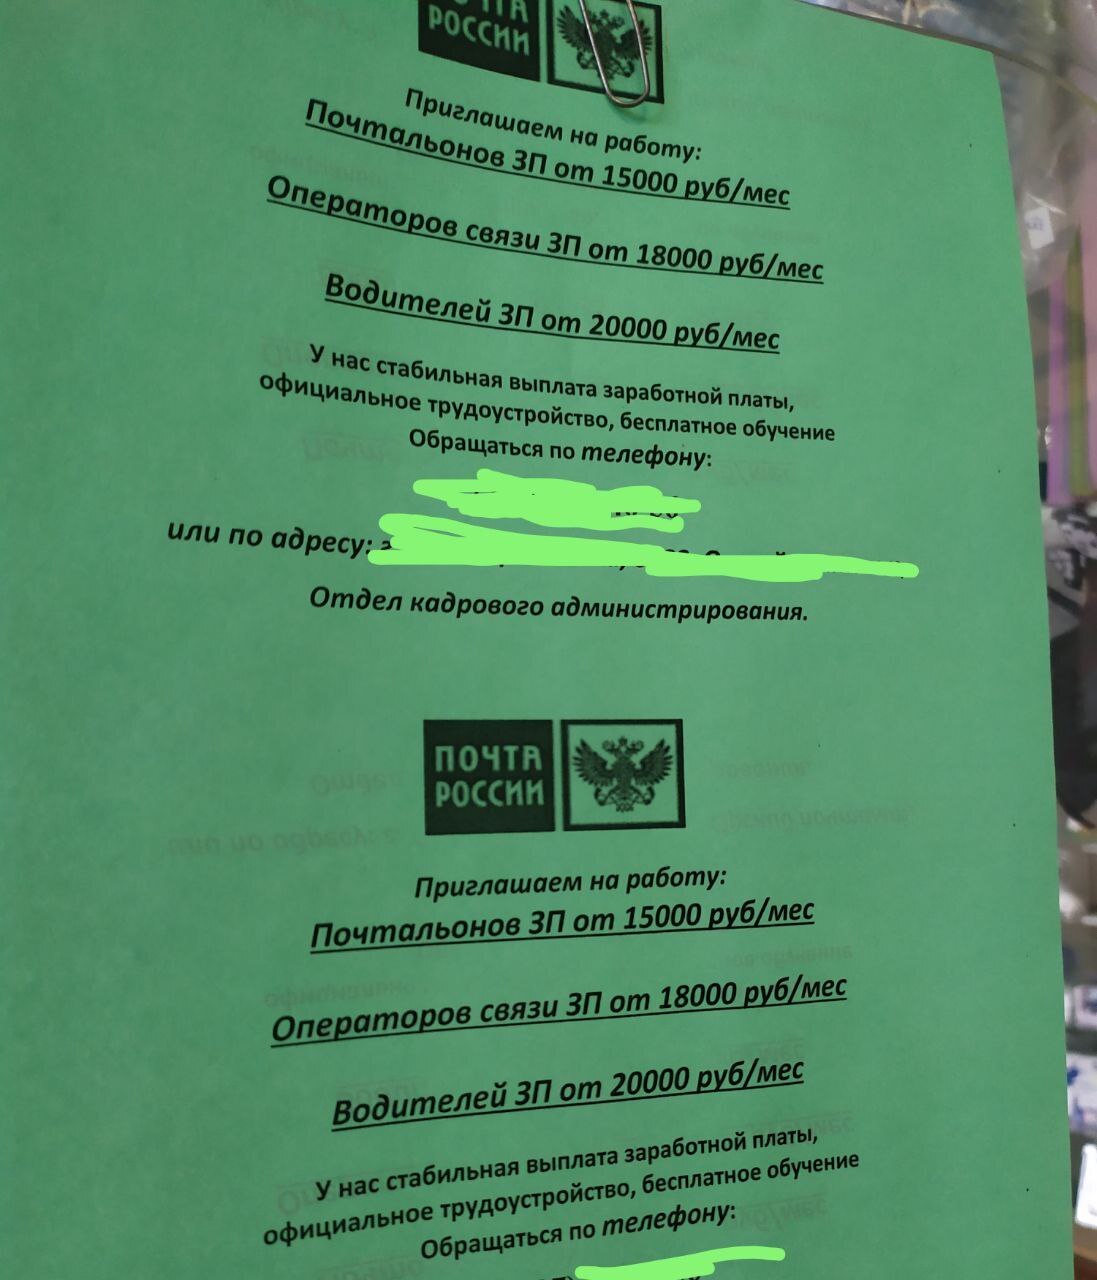 ПОЧТА
РОССИИ
Приглашаем на работу:
Почтальонов ЗП от 15000 руб/мес
Операторов связи ЗП от 18000 руб/мес
Водителей ЗП от 20000 руб/мес
У нас стабильная выплата заработной платы,
официальное трудоустройство, бесплатное обучение
Обращаться по телефону:
или по адресу:
Отдел кадрового администрирования.
ПОЧТА
РОССИИ
Приглашаем на работу:
Почтальонов ЗП от 15000 руб/мес
Операторов связи ЗП от 18000 руб/мес
Водителей ЗП от 20000 руб/мес
У нас стабильная выплата заработной платы,
официальное трудоустройство, бесплатное обучение
Обращаться по телефону: